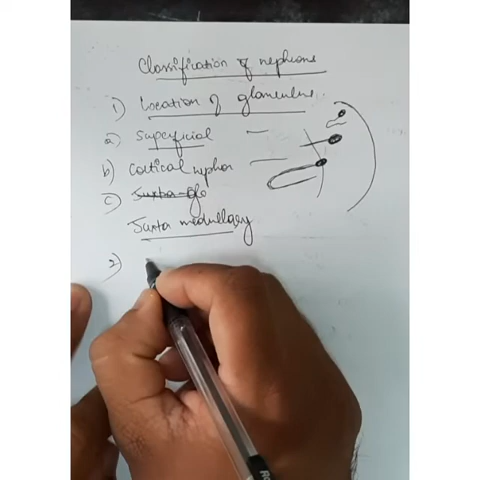 Classification of nephrons
1) Location of glomerulus.
a) Superficial —
b) Cortical nephron —
c) Juxta-glo
Juxta medullary
2)